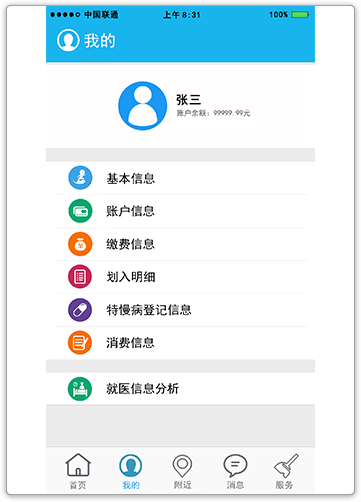 中国联通 上午 8:31 100%
我的
张三
账户余额：99999.99元
基本信息
账户信息
缴费信息
划入明细
特慢病登记信息
消费信息
就医信息分析
首页 我的 附近 消息 服务